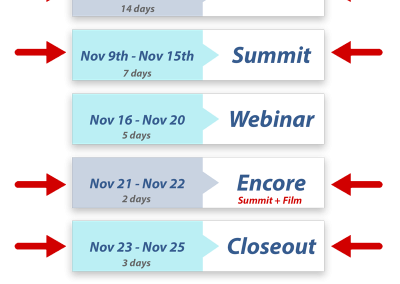 14 days
Nov 9th - Nov 15th
7 days
Summit
Nov 16 - Nov 20
5 days
Webinar
Nov 21 - Nov 22
2 days
Encore
Summit + Film
Nov 23 - Nov 25
3 days
Closeout